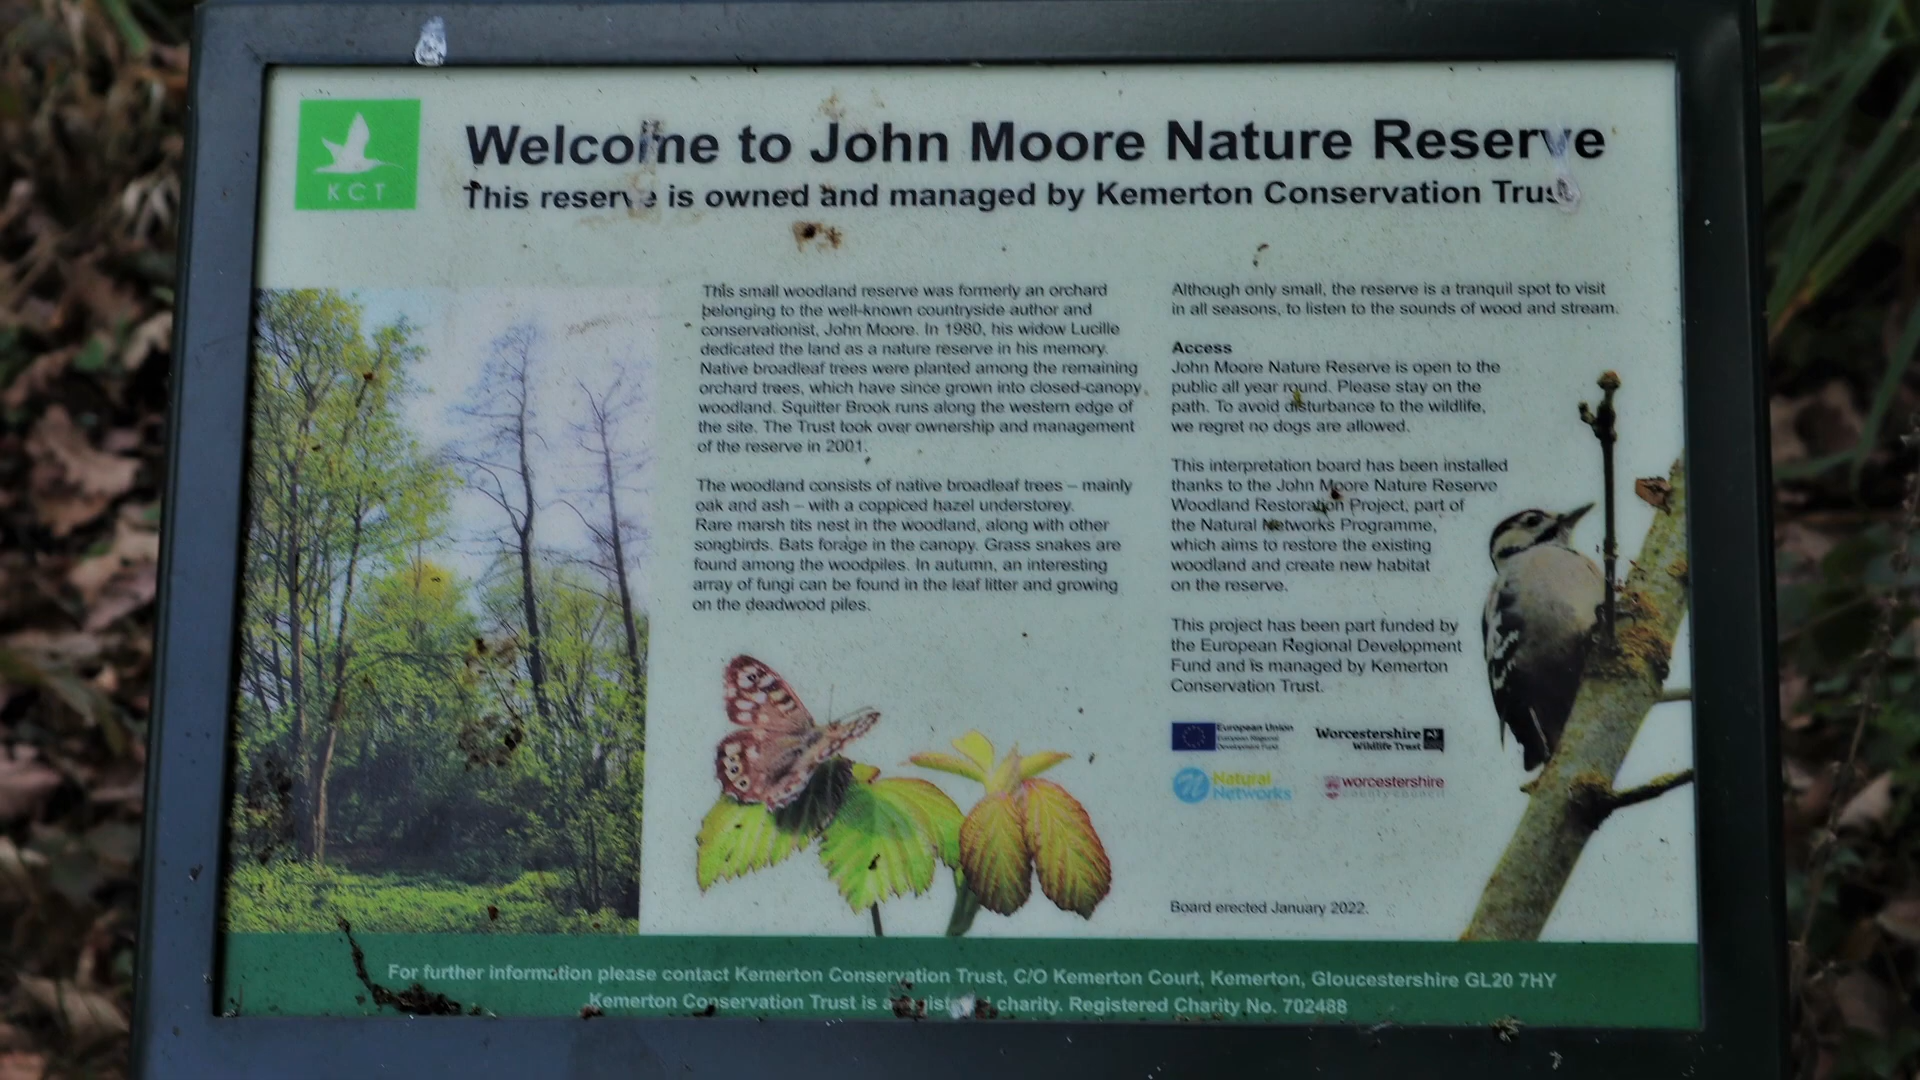 KCT
Welcome to John Moore Nature Reserve
This reserve is owned and managed by Kemerton Conservation Trust
This small woodland reserve was formerly an orchard
belonging to the well-known countryside author and
conservationist, John Moore. In 1980, his widow Lucille
dedicated the land as a nature reserve in his memory.
Native broadleaf trees were planted among the remaining
orchard trees, which have since grown into closed-canopy
woodland. Squitter Brook runs along the western edge of
the site. The Trust took over ownership and management
of the reserve in 2001.
The woodland consists of native broadleaf trees – mainly
oak and ash – with a coppiced hazel understorey.
Rare marsh tits nest in the woodland, along with other
songbirds. Bats forage in the canopy. Grass snakes are
found among the woodpiles. In autumn, an interesting
array of fungi can be found in the leaf litter and growing
on the deadwood piles.
Although only small, the reserve is a tranquil spot to visit
in all seasons, to listen to the sounds of wood and stream.
Access
John Moore Nature Reserve is open to the
public all year round. Please stay on the
path. To avoid disturbance to the wildlife,
we regret no dogs are allowed.
This interpretation board has been installed
thanks to the John Moore Nature Reserve
Woodland Restoration Project, part of
the Natural Networks Programme,
which aims to restore the existing
woodland and create new habitat
on the reserve.
This project has been part funded by
the European Regional Development
Fund and is managed by Kemerton
Conservation Trust.
European Union
European Regional
Development Fund
Worcestershire
Wildlife Trust
Natural
Networks
worcestershire
county council
Board erected January 2022.
For further information please contact Kemerton Conservation Trust, C/O Kemerton Court, Kemerton, Gloucestershire GL20 7HY
Kemerton Conservation Trust is a registered charity. Registered Charity No. 702488